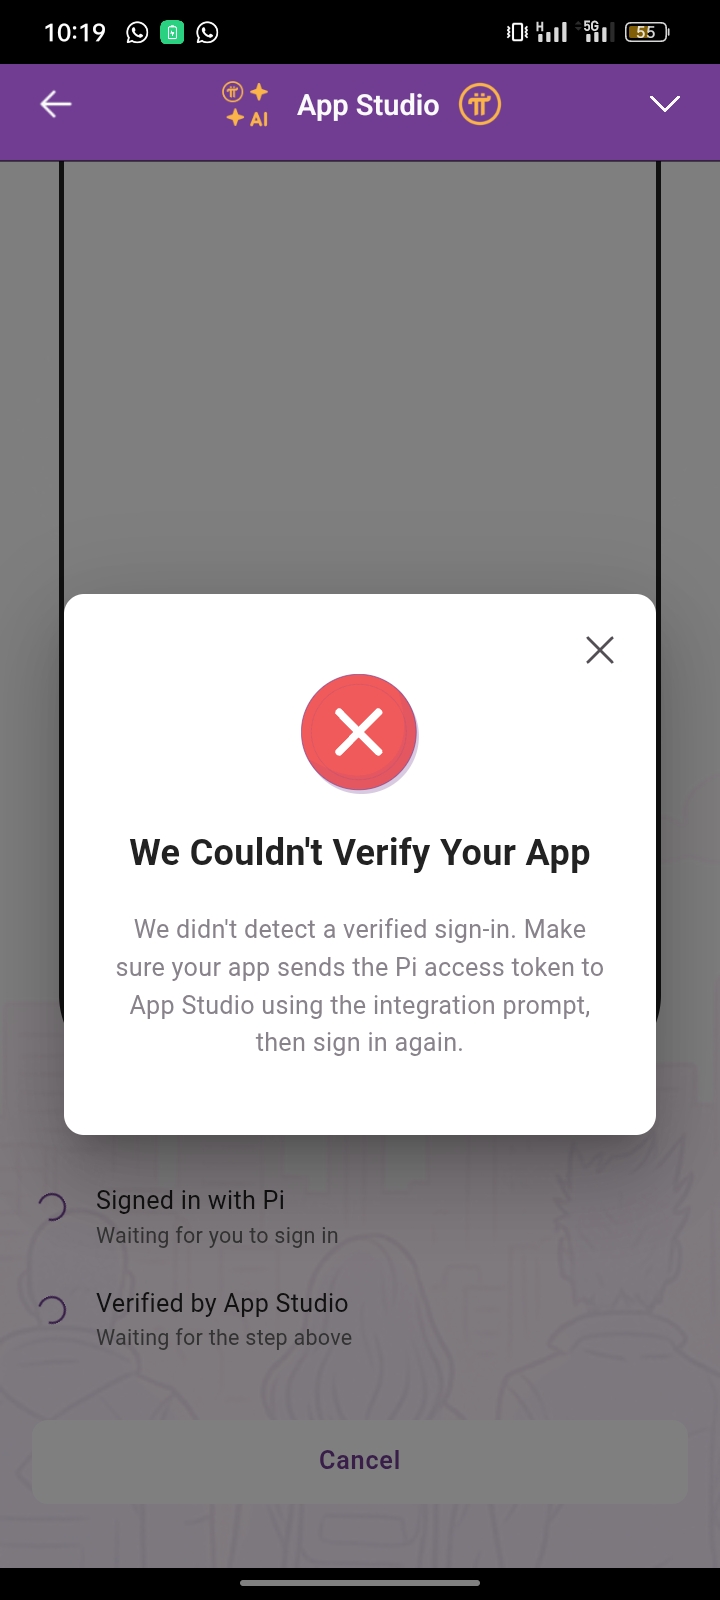 10:19
H
5G
55
AI
App Studio
We Couldn't Verify Your App
We didn't detect a verified sign-in. Make
sure your app sends the Pi access token to
App Studio using the integration prompt,
then sign in again.
Signed in with Pi
Waiting for you to sign in
Verified by App Studio
Waiting for the step above
Cancel